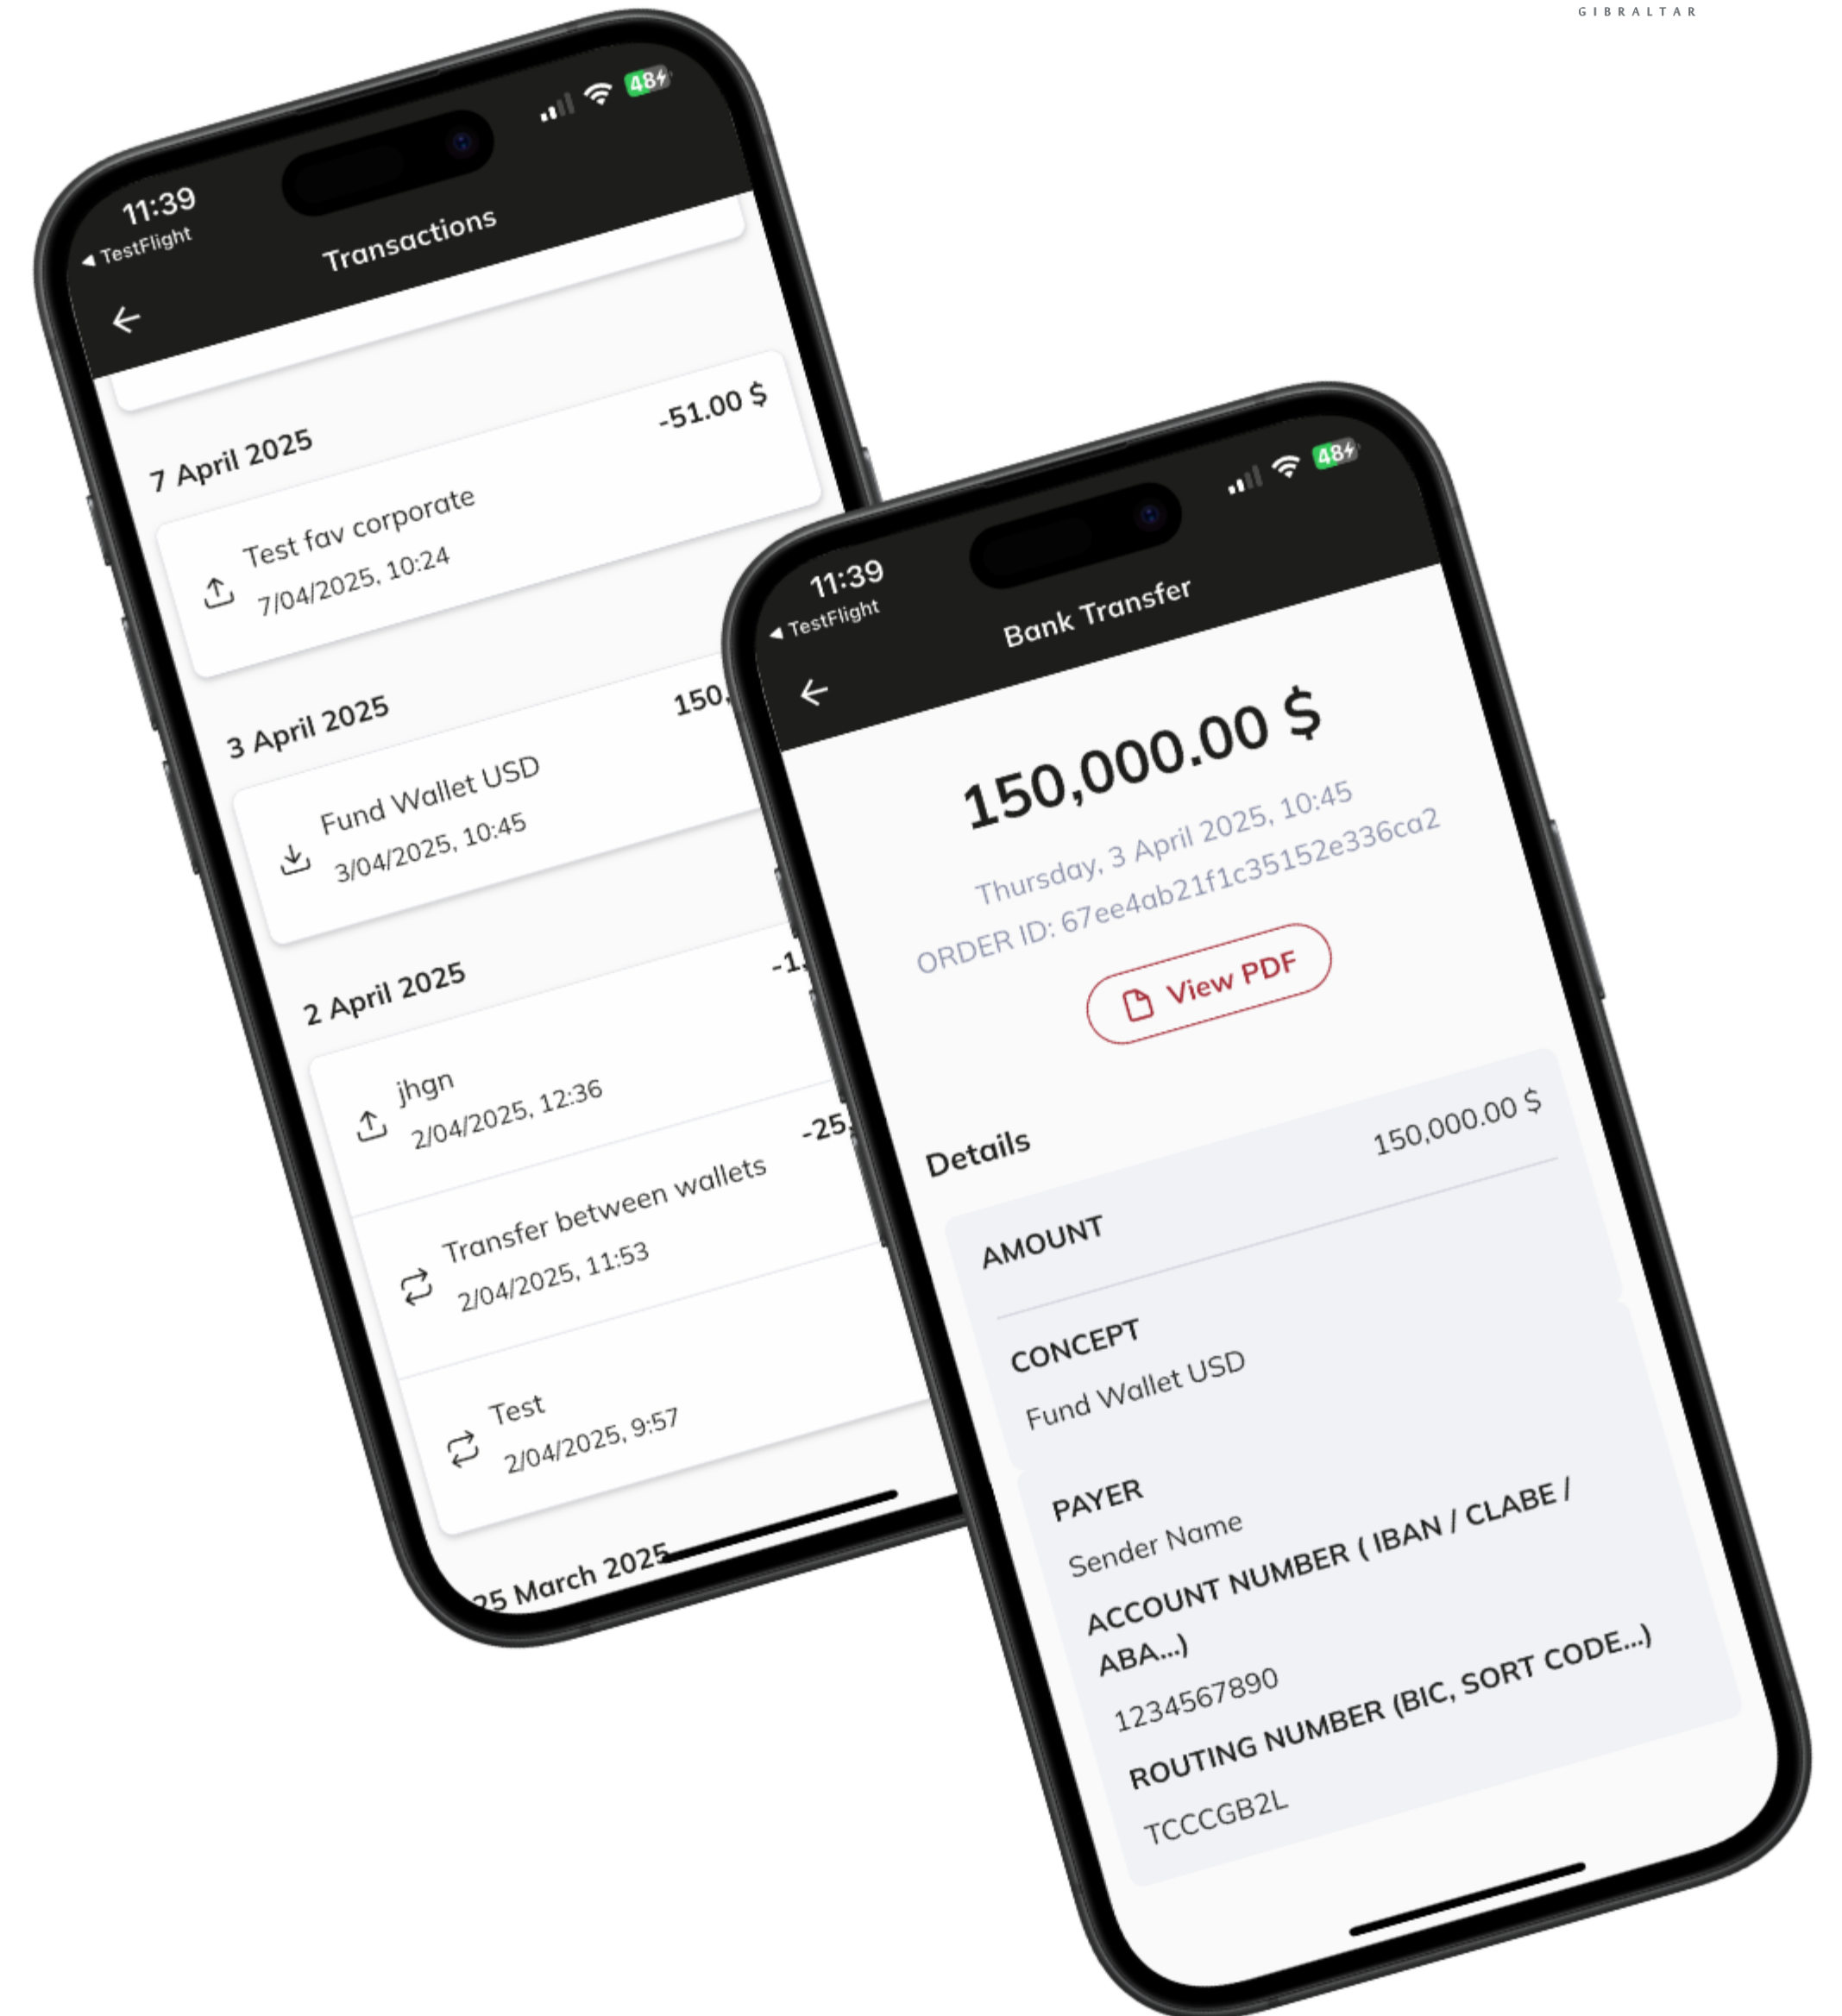 GIBRALTAR
11:39
48
◀ TestFlight
Transactions
7 April 2025
-51.00 $
Test fav corporate
7/04/2025, 10:24
3 April 2025
150,
Fund Wallet USD
3/04/2025, 10:45
2 April 2025
-1,
jhgn
2/04/2025, 12:36
-25,
Transfer between wallets
2/04/2025, 11:53
Test
2/04/2025, 9:57
25 March 2025
11:39
48
◀ TestFlight
Bank Transfer
150,000.00 $
Thursday, 3 April 2025, 10:45
ORDER ID: 67ee4ab21f1c35152e336ca2
View PDF
Details
150,000.00 $
AMOUNT
CONCEPT
Fund Wallet USD
PAYER
Sender Name
ACCOUNT NUMBER ( IBAN / CLABE /
ABA...)
1234567890
ROUTING NUMBER (BIC, SORT CODE...)
TCCCGB2L